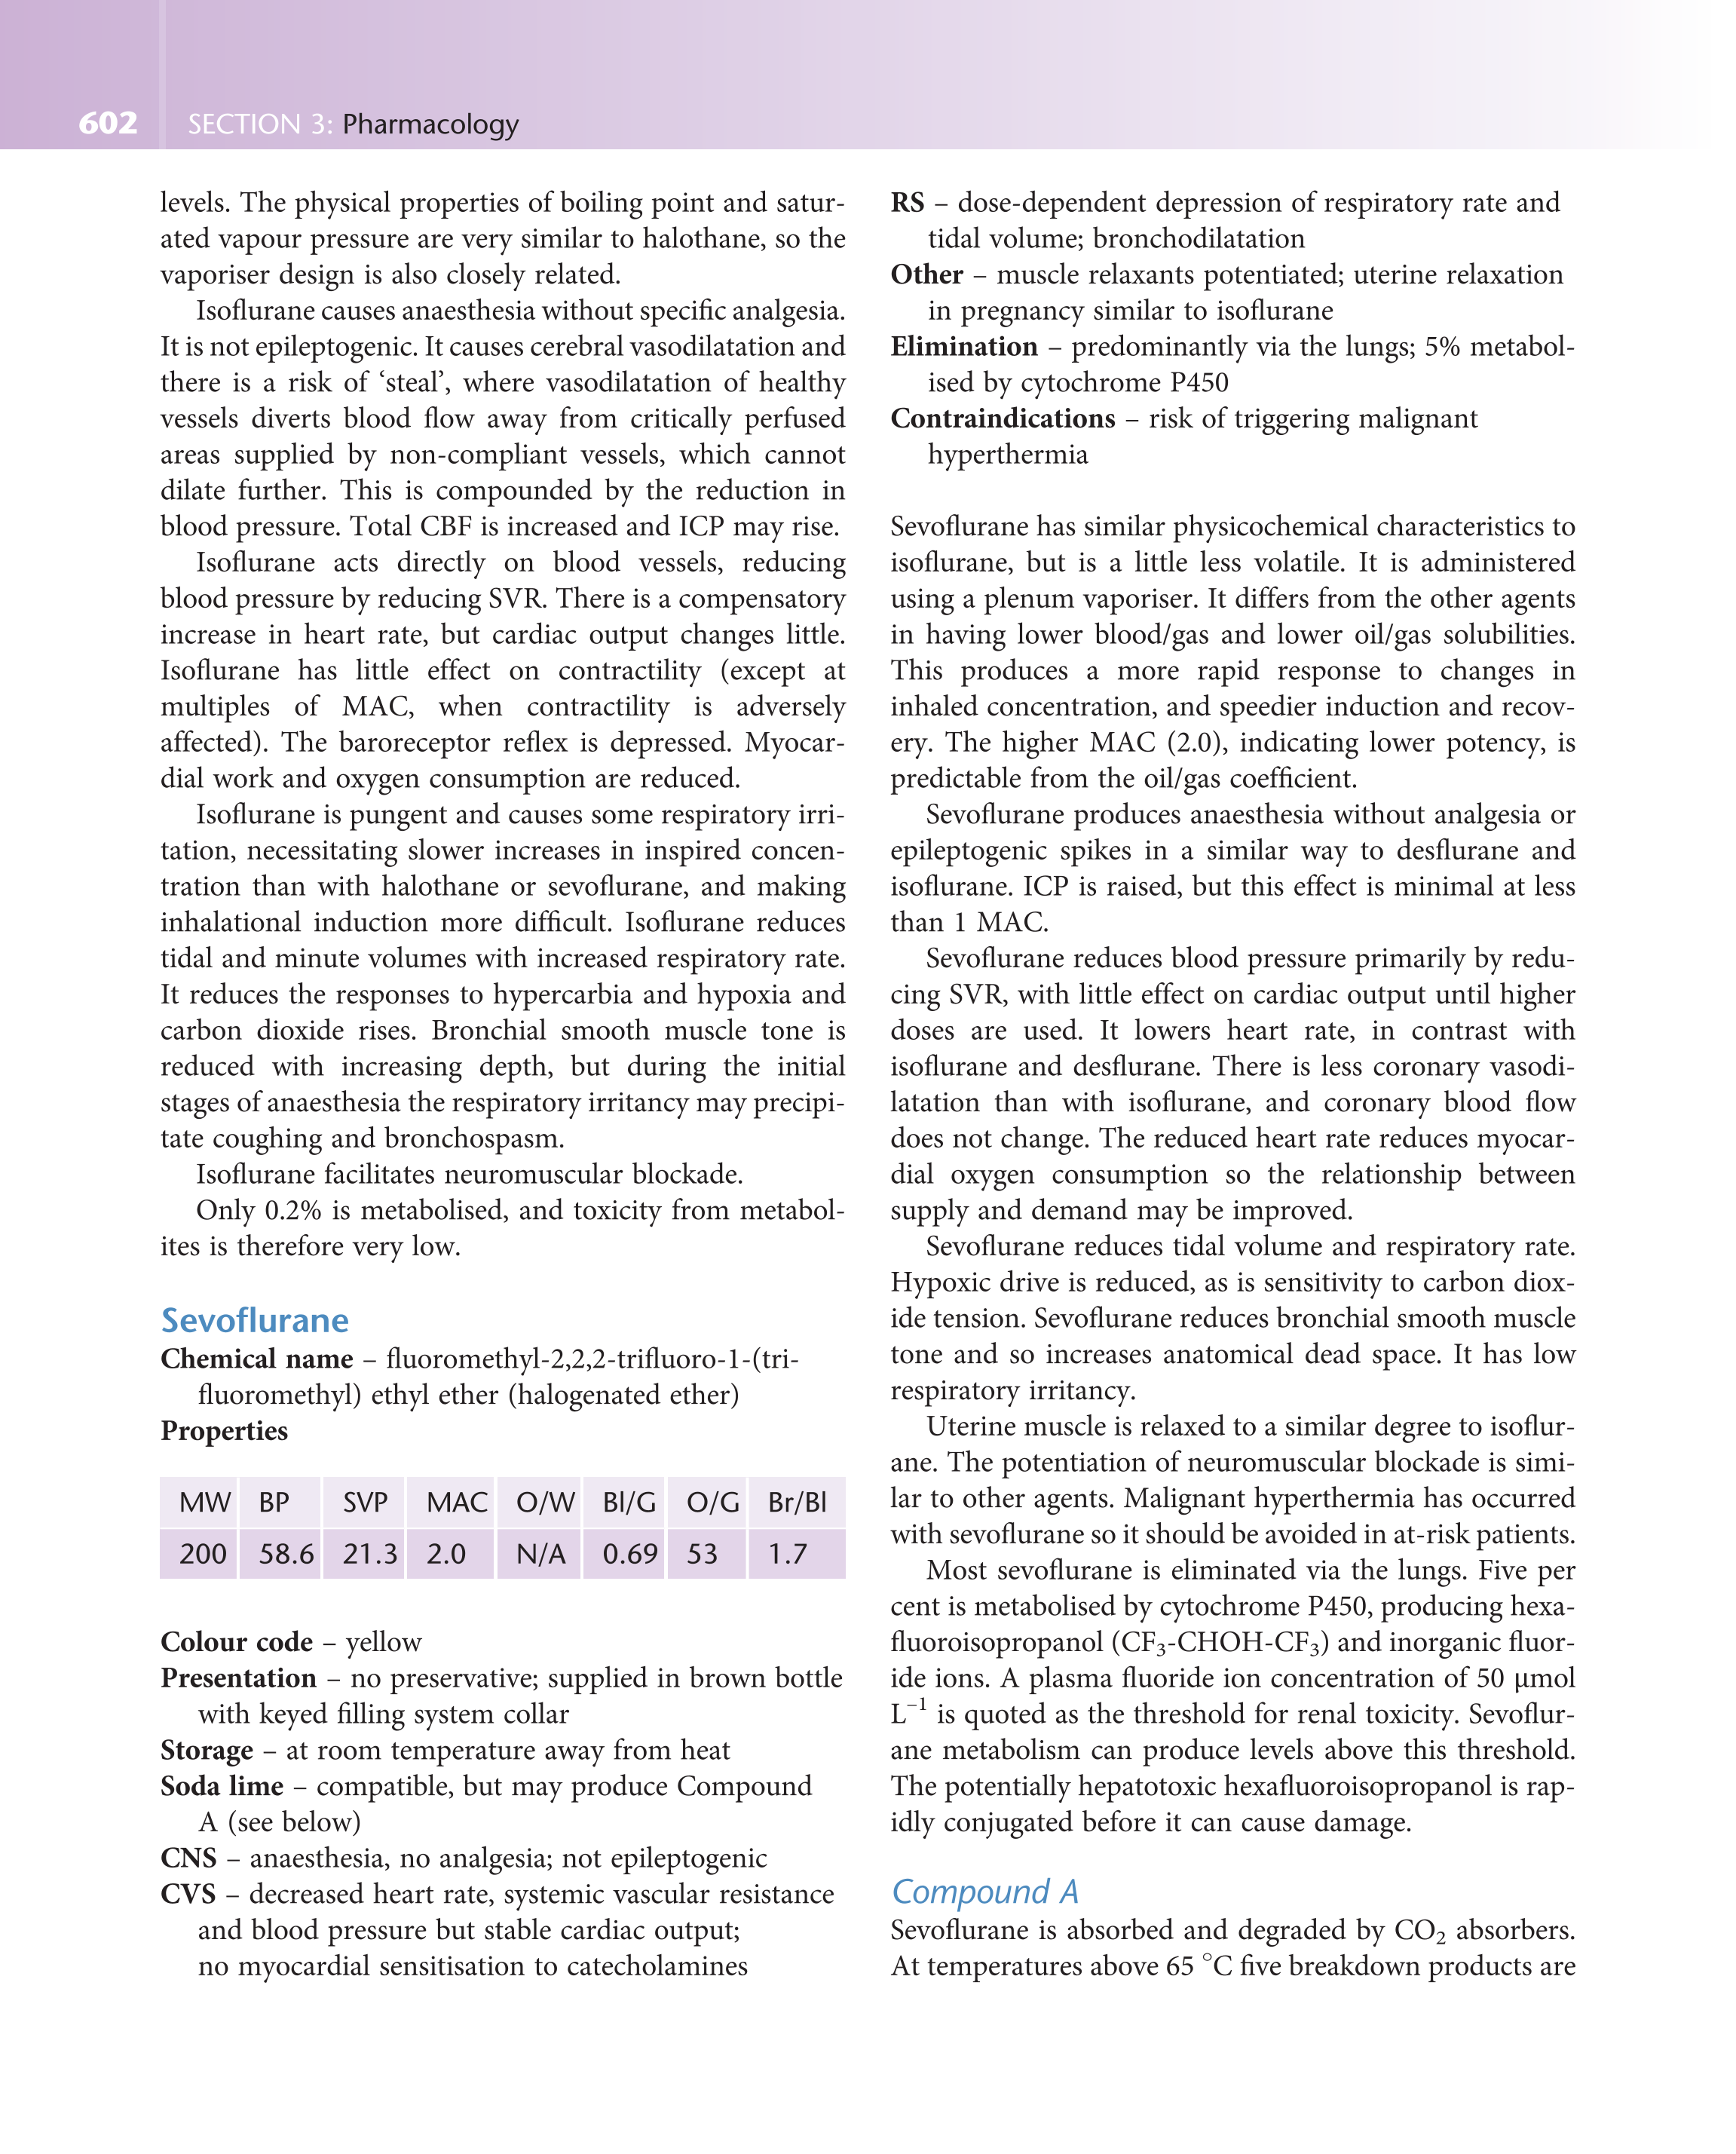 602 SECTION 3: Pharmacology
levels. The physical properties of boiling point and satur-
ated vapour pressure are very similar to halothane, so the
vaporiser design is also closely related.
Isoflurane causes anaesthesia without specific analgesia.
It is not epileptogenic. It causes cerebral vasodilatation and
there is a risk of ‘steal’, where vasodilatation of healthy
vessels diverts blood flow away from critically perfused
areas supplied by non-compliant vessels, which cannot
dilate further. This is compounded by the reduction in
blood pressure. Total CBF is increased and ICP may rise.
Isoflurane acts directly on blood vessels, reducing
blood pressure by reducing SVR. There is a compensatory
increase in heart rate, but cardiac output changes little.
Isoflurane has little effect on contractility (except at
multiples of MAC, when contractility is adversely
affected). The baroreceptor reflex is depressed. Myocar-
dial work and oxygen consumption are reduced.
Isoflurane is pungent and causes some respiratory irri-
tation, necessitating slower increases in inspired concen-
tration than with halothane or sevoflurane, and making
inhalational induction more difficult. Isoflurane reduces
tidal and minute volumes with increased respiratory rate.
It reduces the responses to hypercarbia and hypoxia and
carbon dioxide rises. Bronchial smooth muscle tone is
reduced with increasing depth, but during the initial
stages of anaesthesia the respiratory irritancy may precipi-
tate coughing and bronchospasm.
Isoflurane facilitates neuromuscular blockade.
Only 0.2% is metabolised, and toxicity from metabol-
ites is therefore very low.
Sevoflurane
Chemical name – fluoromethyl-2,2,2-trifluoro-1-(tri-
fluoromethyl) ethyl ether (halogenated ether)
Properties
MW BP SVP MAC O/W Bl/G O/G Br/Bl
200 58.6 21.3 2.0 N/A 0.69 53 1.7
Colour code – yellow
Presentation – no preservative; supplied in brown bottle
with keyed filling system collar
Storage – at room temperature away from heat
Soda lime – compatible, but may produce Compound
A (see below)
CNS – anaesthesia, no analgesia; not epileptogenic
CVS – decreased heart rate, systemic vascular resistance
and blood pressure but stable cardiac output;
no myocardial sensitisation to catecholamines
RS – dose-dependent depression of respiratory rate and
tidal volume; bronchodilatation
Other – muscle relaxants potentiated; uterine relaxation
in pregnancy similar to isoflurane
Elimination – predominantly via the lungs; 5% metabol-
ised by cytochrome P450
Contraindications – risk of triggering malignant
hyperthermia
Sevoflurane has similar physicochemical characteristics to
isoflurane, but is a little less volatile. It is administered
using a plenum vaporiser. It differs from the other agents
in having lower blood/gas and lower oil/gas solubilities.
This produces a more rapid response to changes in
inhaled concentration, and speedier induction and recov-
ery. The higher MAC (2.0), indicating lower potency, is
predictable from the oil/gas coefficient.
Sevoflurane produces anaesthesia without analgesia or
epileptogenic spikes in a similar way to desflurane and
isoflurane. ICP is raised, but this effect is minimal at less
than 1 MAC.
Sevoflurane reduces blood pressure primarily by redu-
cing SVR, with little effect on cardiac output until higher
doses are used. It lowers heart rate, in contrast with
isoflurane and desflurane. There is less coronary vasodi-
latation than with isoflurane, and coronary blood flow
does not change. The reduced heart rate reduces myocar-
dial oxygen consumption so the relationship between
supply and demand may be improved.
Sevoflurane reduces tidal volume and respiratory rate.
Hypoxic drive is reduced, as is sensitivity to carbon diox-
ide tension. Sevoflurane reduces bronchial smooth muscle
tone and so increases anatomical dead space. It has low
respiratory irritancy.
Uterine muscle is relaxed to a similar degree to isoflur-
ane. The potentiation of neuromuscular blockade is simi-
lar to other agents. Malignant hyperthermia has occurred
with sevoflurane so it should be avoided in at-risk patients.
Most sevoflurane is eliminated via the lungs. Five per
cent is metabolised by cytochrome P450, producing hexa-
fluoroisopropanol (CF₃-CHOH-CF₃) and inorganic fluor-
ide ions. A plasma fluoride ion concentration of 50 μmol
L⁻¹ is quoted as the threshold for renal toxicity. Sevoflur-
ane metabolism can produce levels above this threshold.
The potentially hepatotoxic hexafluoroisopropanol is rap-
idly conjugated before it can cause damage.
Compound A
Sevoflurane is absorbed and degraded by CO₂ absorbers.
At temperatures above 65 °C five breakdown products are